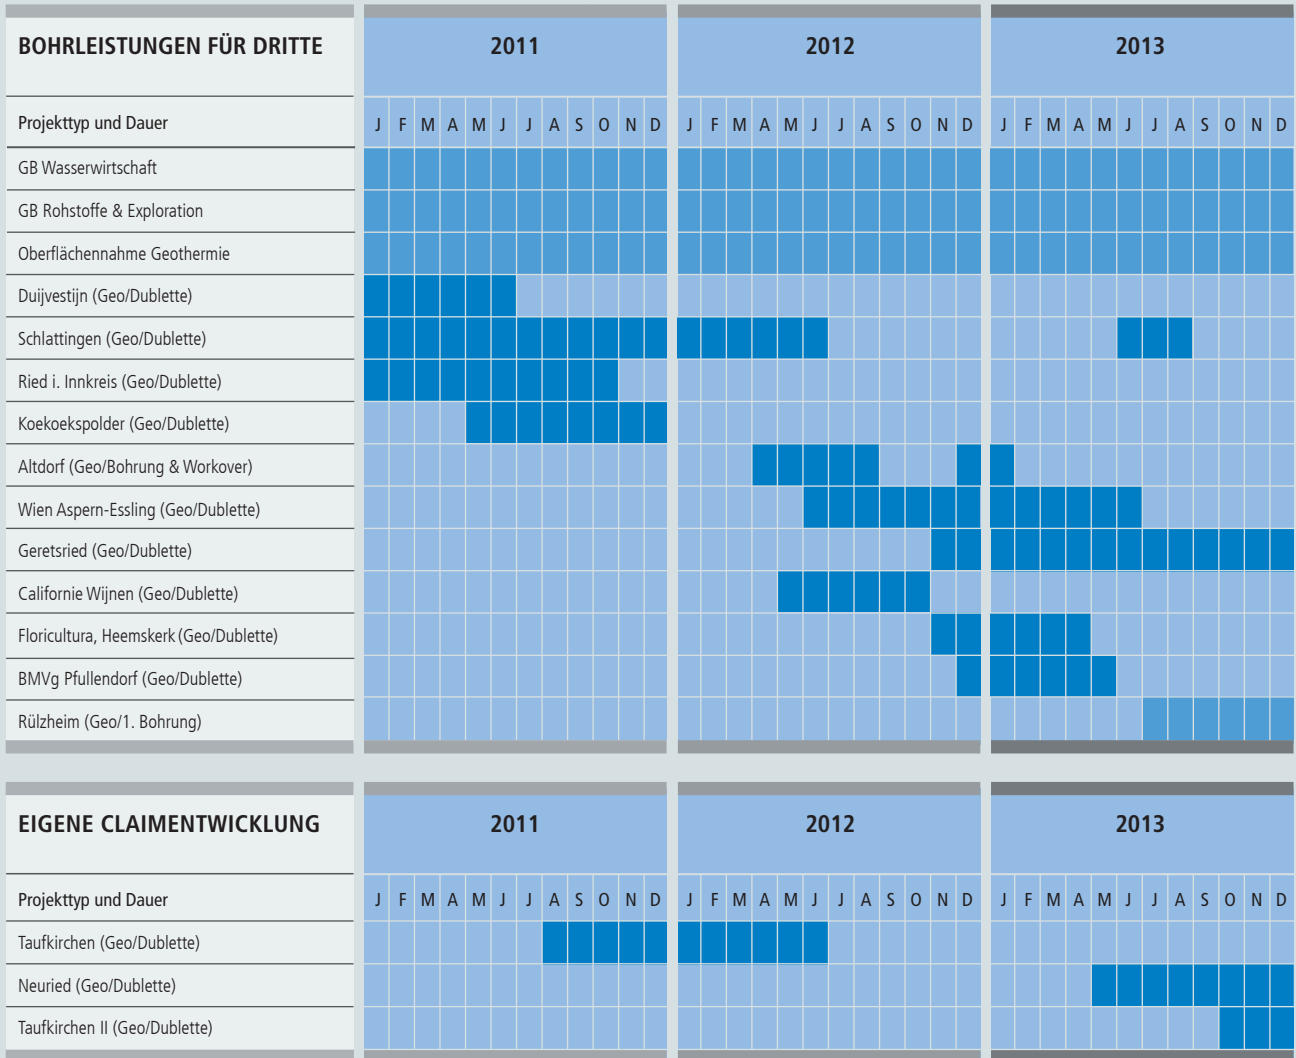 BOHRLEISTUNGEN FÜR DRITTE 2011 2012 2013
Projekttyp und Dauer J F M A M J J A S O N D J F M A M J J A S O N D J F M A M J J A S O N D
GB Wasserwirtschaft
GB Rohstoffe & Exploration
Oberflächennahme Geothermie
Duijvestijn (Geo/Dublette)
Schlattingen (Geo/Dublette)
Ried i. Innkreis (Geo/Dublette)
Koekoekspolder (Geo/Dublette)
Altdorf (Geo/Bohrung & Workover)
Wien Aspern-Essling (Geo/Dublette)
Geretsried (Geo/Dublette)
Californie Wijnen (Geo/Dublette)
Floricultura, Heemskerk (Geo/Dublette)
BMVg Pfullendorf (Geo/Dublette)
Rülzheim (Geo/1. Bohrung)
EIGENE CLAIMENTWICKLUNG 2011 2012 2013
Projekttyp und Dauer J F M A M J J A S O N D J F M A M J J A S O N D J F M A M J J A S O N D
Taufkirchen (Geo/Dublette)
Neuried (Geo/Dublette)
Taufkirchen II (Geo/Dublette)